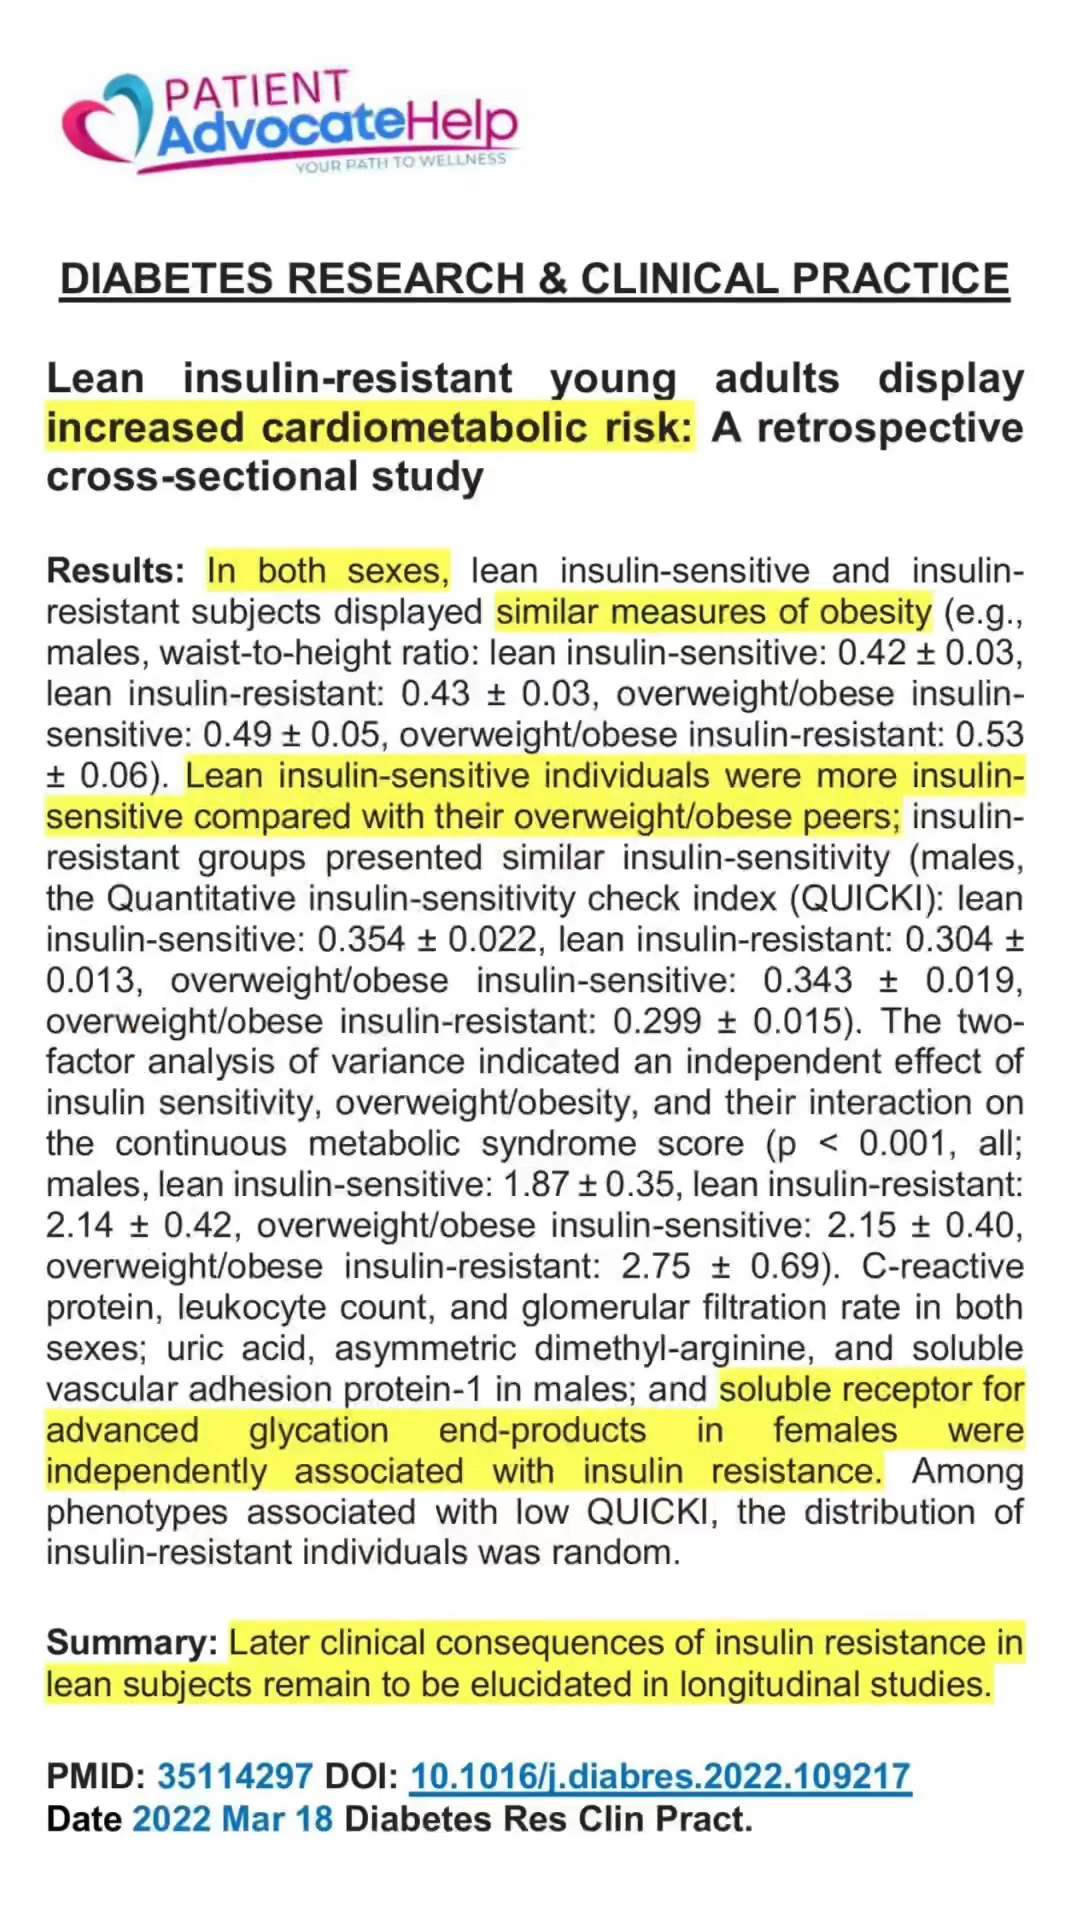 PATIENT
AdvocateHelp
YOUR PATH TO WELLNESS
DIABETES RESEARCH & CLINICAL PRACTICE
Lean insulin-resistant young adults display
increased cardiometabolic risk: A retrospective
cross-sectional study
Results: In both sexes, lean insulin-sensitive and insulin-
resistant subjects displayed similar measures of obesity (e.g.,
males, waist-to-height ratio: lean insulin-sensitive: 0.42 ± 0.03,
lean insulin-resistant: 0.43 ± 0.03, overweight/obese insulin-
sensitive: 0.49 ± 0.05, overweight/obese insulin-resistant: 0.53
± 0.06). Lean insulin-sensitive individuals were more insulin-
sensitive compared with their overweight/obese peers; insulin-
resistant groups presented similar insulin-sensitivity (males,
the Quantitative insulin-sensitivity check index (QUICKI): lean
insulin-sensitive: 0.354 ± 0.022, lean insulin-resistant: 0.304 ±
0.013, overweight/obese insulin-sensitive: 0.343 ± 0.019,
overweight/obese insulin-resistant: 0.299 ± 0.015). The two-
factor analysis of variance indicated an independent effect of
insulin sensitivity, overweight/obesity, and their interaction on
the continuous metabolic syndrome score (p < 0.001, all;
males, lean insulin-sensitive: 1.87 ± 0.35, lean insulin-resistant:
2.14 ± 0.42, overweight/obese insulin-sensitive: 2.15 ± 0.40,
overweight/obese insulin-resistant: 2.75 ± 0.69). C-reactive
protein, leukocyte count, and glomerular filtration rate in both
sexes; uric acid, asymmetric dimethyl-arginine, and soluble
vascular adhesion protein-1 in males; and soluble receptor for
advanced glycation end-products in females were
independently associated with insulin resistance. Among
phenotypes associated with low QUICKI, the distribution of
insulin-resistant individuals was random.
Summary: Later clinical consequences of insulin resistance in
lean subjects remain to be elucidated in longitudinal studies.
PMID: 35114297 DOI: 10.1016/j.diabres.2022.109217
Date 2022 Mar 18 Diabetes Res Clin Pract.